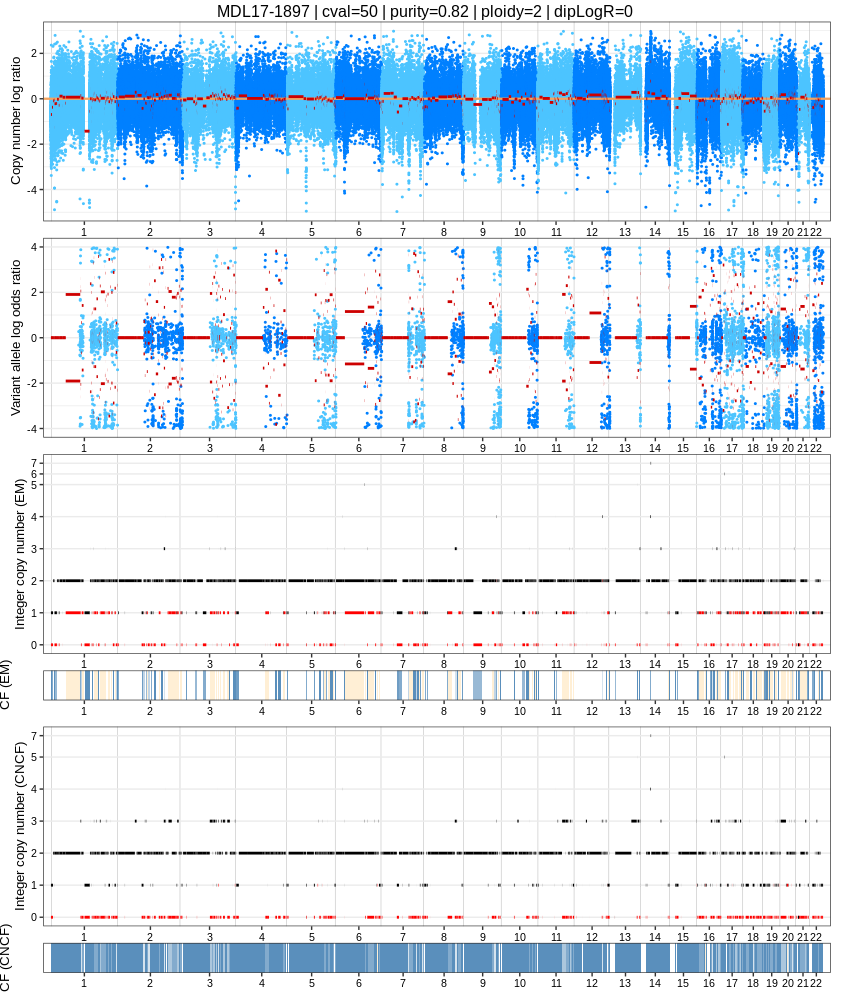 MDL17-1897 | cval=50 | purity=0.82 | ploidy=2 | dipLogR=0
Copy number log ratio
2
0
-2
-4
1 2 3 4 5 6 7 8 9 10 11 12 13 14 15 16 17 18 19 20 21 22
Variant allele log odds ratio
4
2
0
-2
-4
1 2 3 4 5 6 7 8 9 10 11 12 13 14 15 16 17 18 19 20 21 22
Integer copy number (EM)
7
6
5
4
3
2
1
0
1 2 3 4 5 6 7 8 9 10 11 12 13 14 15 16 17 18 19 20 21 22
CF (EM)
1 2 3 4 5 6 7 8 9 10 11 12 13 14 15 16 17 18 19 20 21 22
Integer copy number (CNCF)
7
5
4
3
2
1
0
1 2 3 4 5 6 7 8 9 10 11 12 13 14 15 16 17 18 19 20 21 22
CF (CNCF)
1 2 3 4 5 6 7 8 9 10 11 12 13 14 15 16 17 18 19 20 21 22